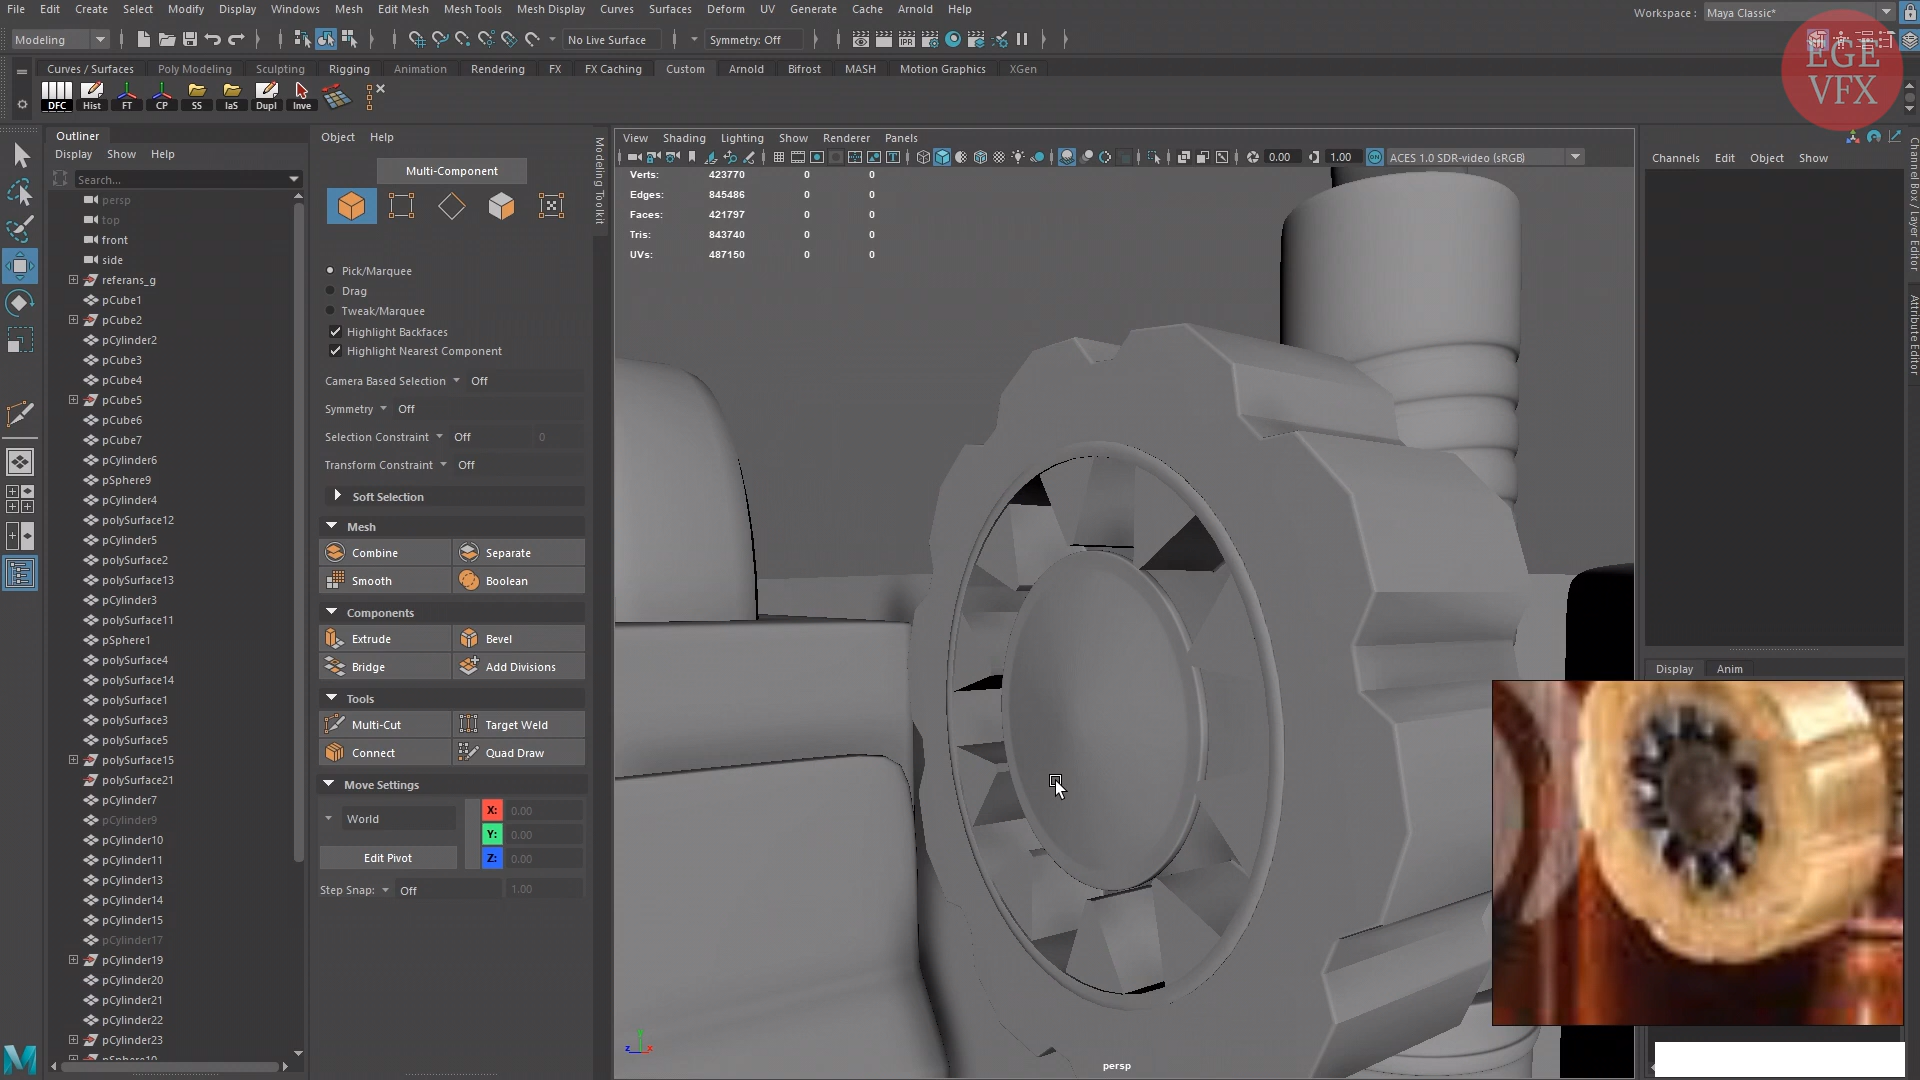 File Edit Create Select Modify Display Windows Mesh Edit Mesh Mesh Tools Mesh Display Curves Surfaces Deform UV Generate Cache Arnold Help
Workspace : Maya Classic*
Modeling
No Live Surface
Symmetry: Off
IPR
Curves / Surfaces Poly Modeling Sculpting Rigging Animation Rendering FX FX Caching Custom Arnold Bifrost MASH Motion Graphics XGen
EGE
VFX
DFC Hist FT CP SS IaS Dupl Inve
Outliner
Display Show Help
Search...
persp
top
front
side
referans_g
pCube1
pCube2
pCylinder2
pCube3
pCube4
pCube5
pCube6
pCube7
pCylinder6
pSphere9
pCylinder4
polySurface12
pCylinder5
polySurface2
polySurface13
pCylinder3
polySurface11
pSphere1
polySurface4
polySurface14
polySurface1
polySurface3
polySurface5
polySurface15
polySurface21
pCylinder7
pCylinder9
pCylinder10
pCylinder11
pCylinder13
pCylinder14
pCylinder15
pCylinder17
pCylinder19
pCylinder20
pCylinder21
pCylinder22
pCylinder23
pSphere10
Object Help
Multi-Component
Pick/Marquee
Drag
Tweak/Marquee
Highlight Backfaces
Highlight Nearest Component
Camera Based Selection Off
Symmetry Off
Selection Constraint Off 0
Transform Constraint Off
Soft Selection
Mesh
Combine Separate
Smooth Boolean
Components
Extrude Bevel
Bridge Add Divisions
Tools
Multi-Cut Target Weld
Connect Quad Draw
Move Settings
World
X: 0.00
Y: 0.00
Z: 0.00
Edit Pivot
Step Snap: Off 1.00
Modeling Toolkit
View Shading Lighting Show Renderer Panels
0.00 1.00 ON ACES 1.0 SDR-video (sRGB)
Verts: 423770 0 0
Edges: 845486 0 0
Faces: 421797 0 0
Tris: 843740 0 0
UVs: 487150 0 0
persp
Channels Edit Object Show
Display Anim
Channel Box / Layer Editor
Attribute Editor